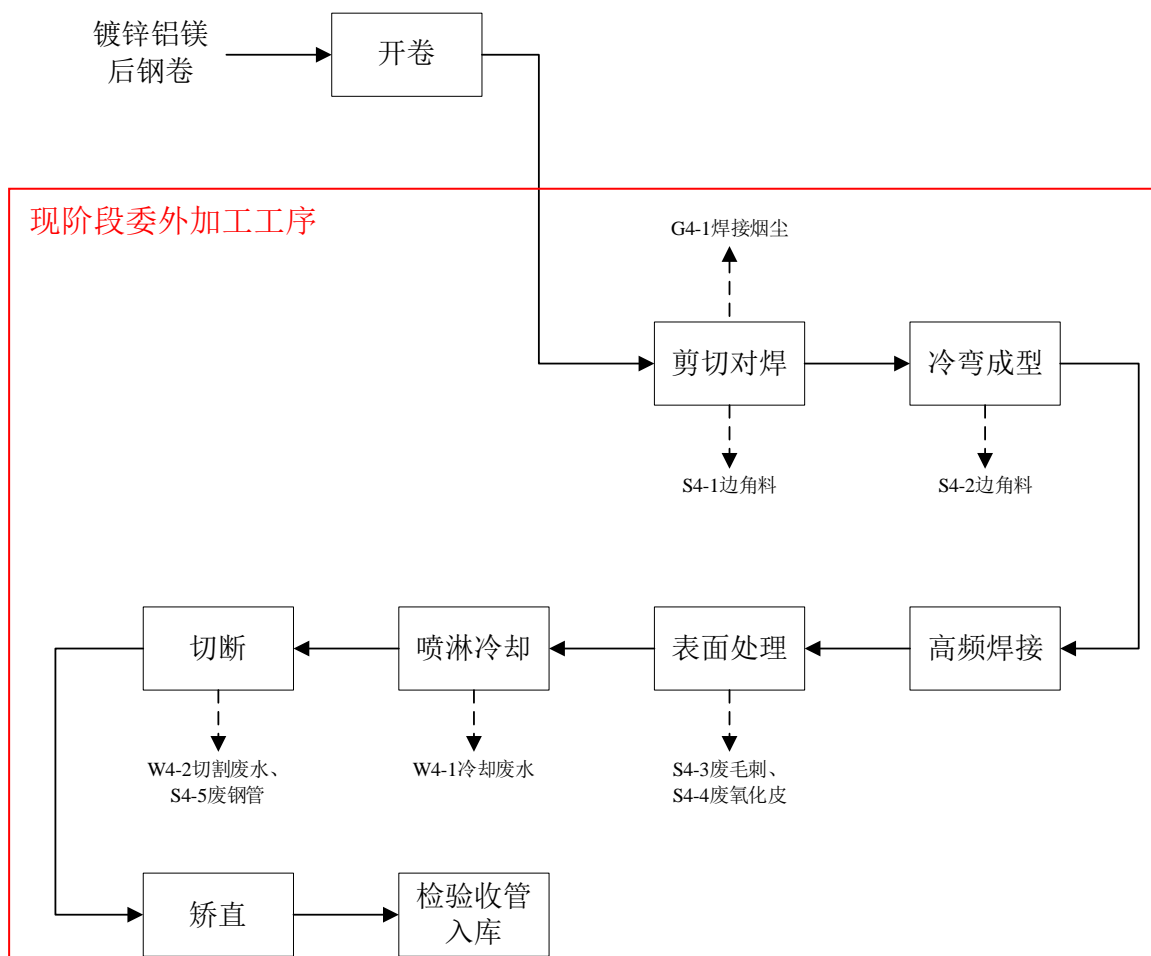 镀锌铝镁
后钢卷
开卷
现阶段委外加工工序
G4-1焊接烟尘
剪切对焊
冷弯成型
S4-1边角料
S4-2边角料
切断
喷淋冷却
表面处理
高频焊接
W4-2切割废水、
S4-5废钢管
W4-1冷却废水
S4-3废毛刺、
S4-4废氧化皮
矫直
检验收管
入库